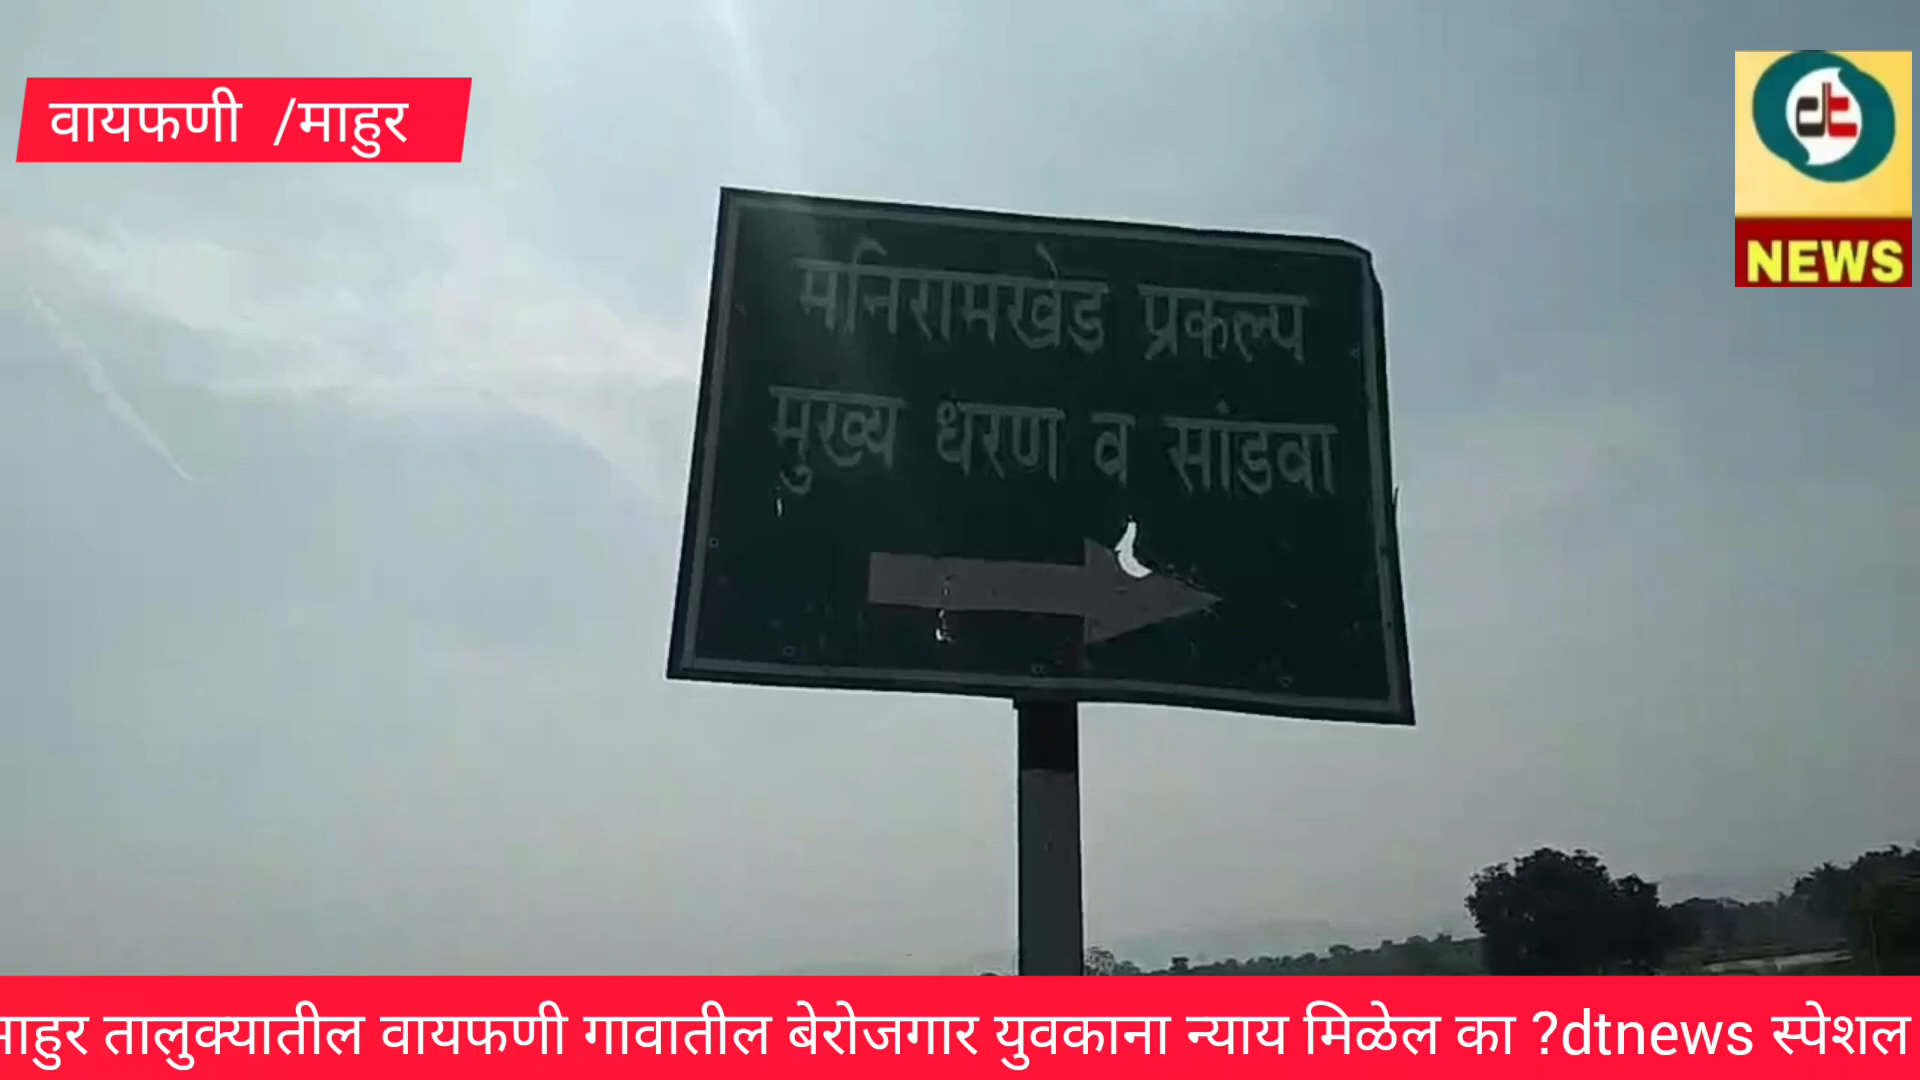 वायफणी /माहुर
dt
NEWS
मनिरामखेड प्रकल्प
मुख्य धरण व सांडवा
माहुर तालुक्यातील वायफणी गावातील बेरोजगार युवकाना न्याय मिळेल का ?dtnews स्पेशल